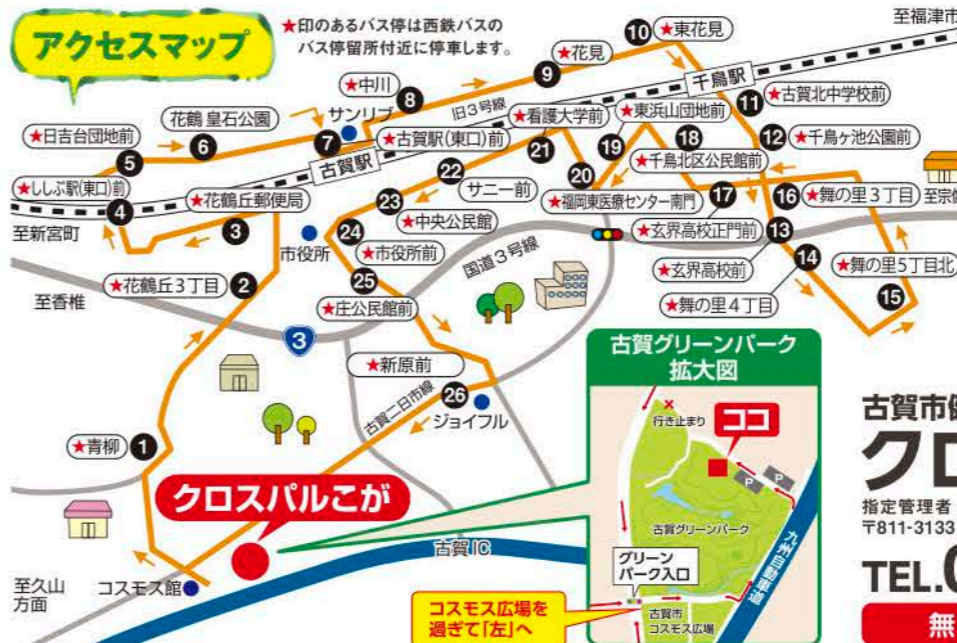 アクセスマップ
★印のあるバス停は西鉄バスの
バス停留所付近に停車します。
至福津市
10 ★東花見
9 ★花見
★中川 8
旧3号線
千鳥駅
サンリブ
花鶴 皇石公園
6
7
★日吉台団地前
5
古賀駅
★古賀駅(東口)前
★看護大学前
21
★東浜山団地前
19
18
★千鳥北区公民館前
11 ★古賀北中学校前
12 ★千鳥ヶ池公園前
★ししぶ駅(東口)前
4
★花鶴丘郵便局
3
22
サニー前
23
★中央公民館
20
★福岡東医療センター南門
17
★玄界高校正門前
16 ★舞の里3丁目
至新宮町
市役所
24
★市役所前
13
★玄界高校前
14
★舞の里4丁目
★舞の里5丁目北
15
国道3号線
至香椎
★花鶴丘3丁目 2
25
★庄公民館前
3
★新原前
26
古賀二日市線
ジョイフル
★青柳 1
クロスパルこが
古賀IC
至久山
方面
コスモス館
古賀グリーンパーク
拡大図
行き止まり
ココ
P
P
古賀グリーンパーク
グリーン
パーク入口
九州自動車道
古賀市
コスモス広場
コスモス広場を
過ぎて「左」へ
古賀市
指定管理者
〒811-3133
TEL.
無